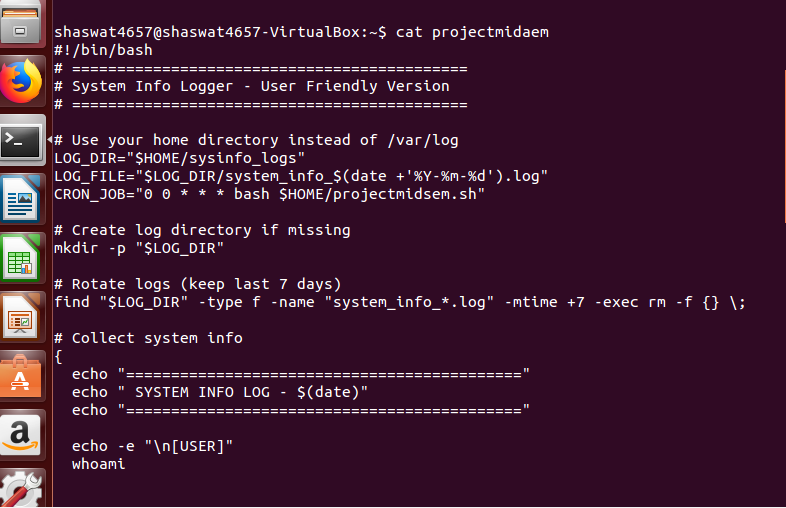 shaswat4657@shaswat4657-VirtualBox:~$ cat projectmidaem
#!/bin/bash
# ============================================
# System Info Logger - User Friendly Version
# ============================================

# Use your home directory instead of /var/log
LOG_DIR="$HOME/sysinfo_logs"
LOG_FILE="$LOG_DIR/system_info_$(date +'%Y-%m-%d').log"
CRON_JOB="0 0 * * * bash $HOME/projectmidsem.sh"

# Create log directory if missing
mkdir -p "$LOG_DIR"

# Rotate logs (keep last 7 days)
find "$LOG_DIR" -type f -name "system_info_*.log" -mtime +7 -exec rm -f {} \;

# Collect system info
{
  echo "============================================"
  echo " SYSTEM INFO LOG - $(date)"
  echo "============================================"

  echo -e "\n[USER]"
  whoami